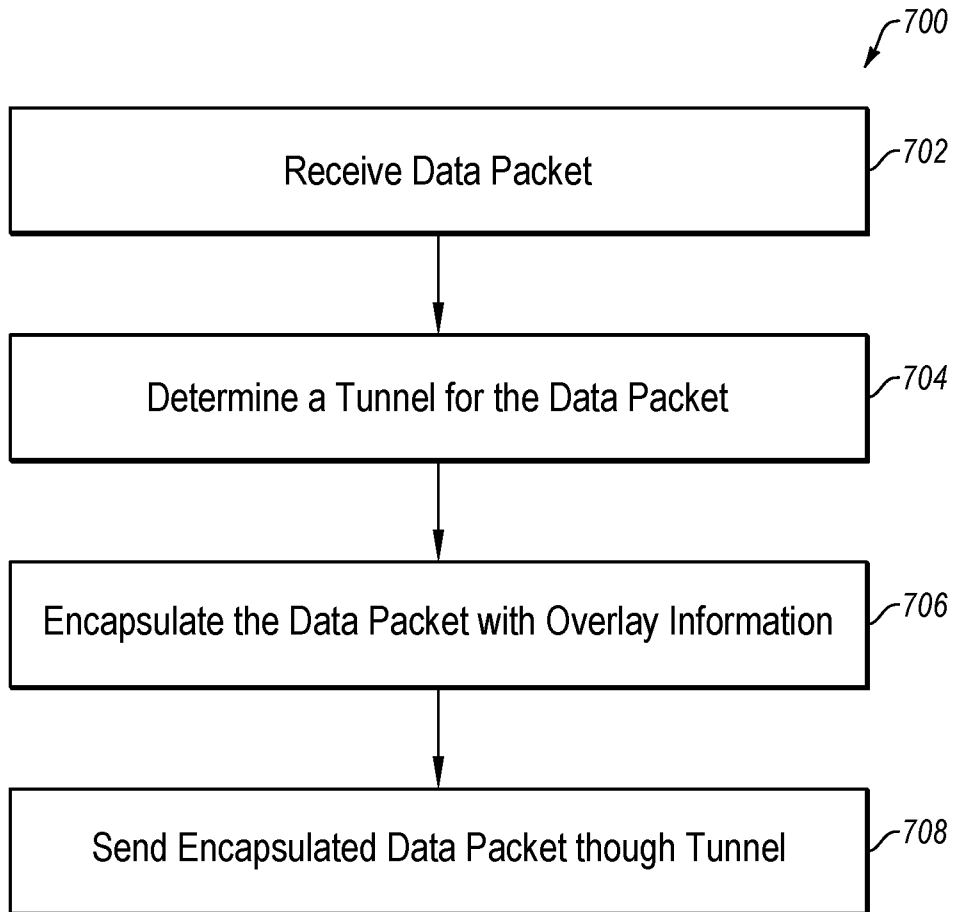 700
Receive Data Packet
702
Determine a Tunnel for the Data Packet
704
Encapsulate the Data Packet with Overlay Information
706
Send Encapsulated Data Packet though Tunnel
708